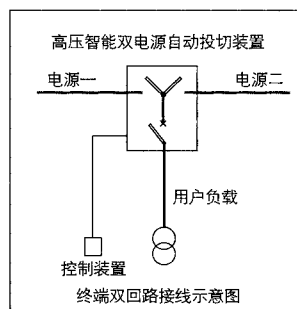 高压智能双电源自动投切装置
电源一
电源二
用户负载
控制装置
终端双回路接线示意图